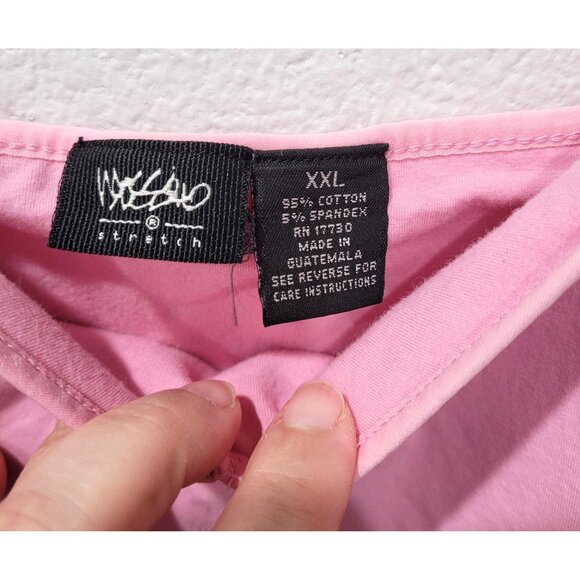 MOSSIMO
®
stretch
XXL
95% COTTON
5% SPANDEX
RN 17730
MADE IN
GUATEMALA
SEE REVERSE FOR
CARE INSTRUCTIONS